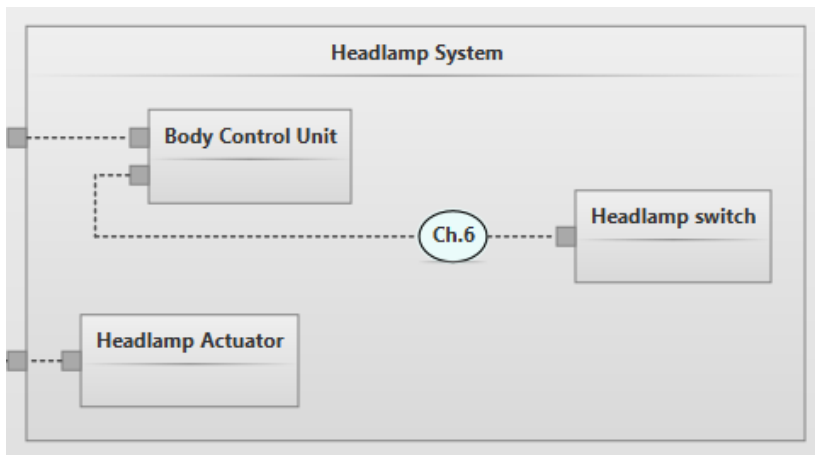 Headlamp System
Body Control Unit
Headlamp switch
Ch.6
Headlamp Actuator